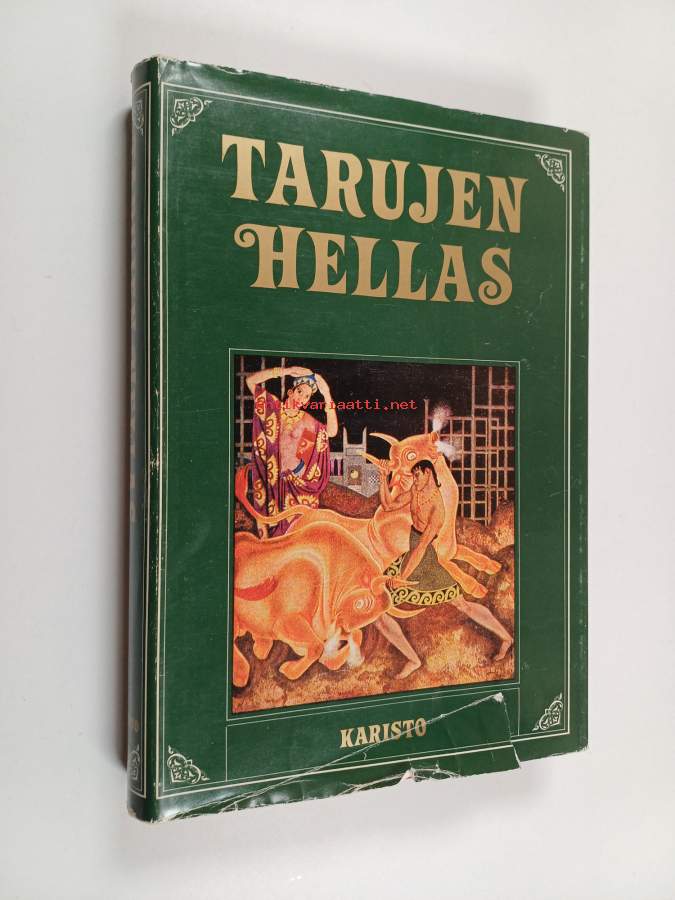 TARUJEN
HELLAS
antikvariaatti.net
KARISTO